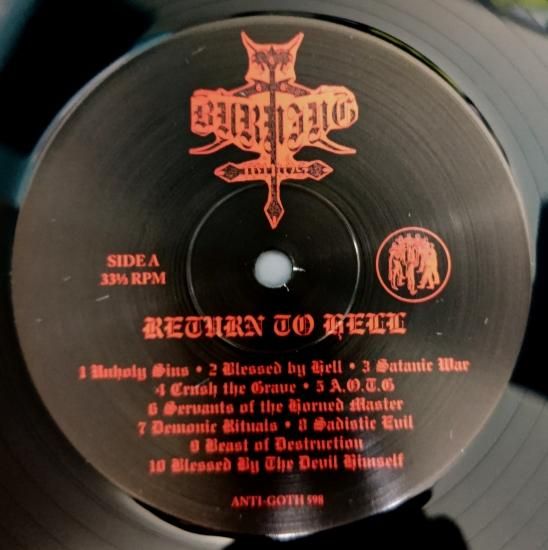 BURNING
SIDE A
33⅓ RPM
RETURN TO HELL
1 Unholy Sins • 2 Blessed by Hell • 3 Satanic War
4 Crush the Grave • 5 A.O.T.G
6 Servants of the Horned Master
7 Demonic Rituals • 8 Sadistic Evil
9 Beast of Destruction
10 Blessed By The Devil Himself
ANTI-GOTH 598